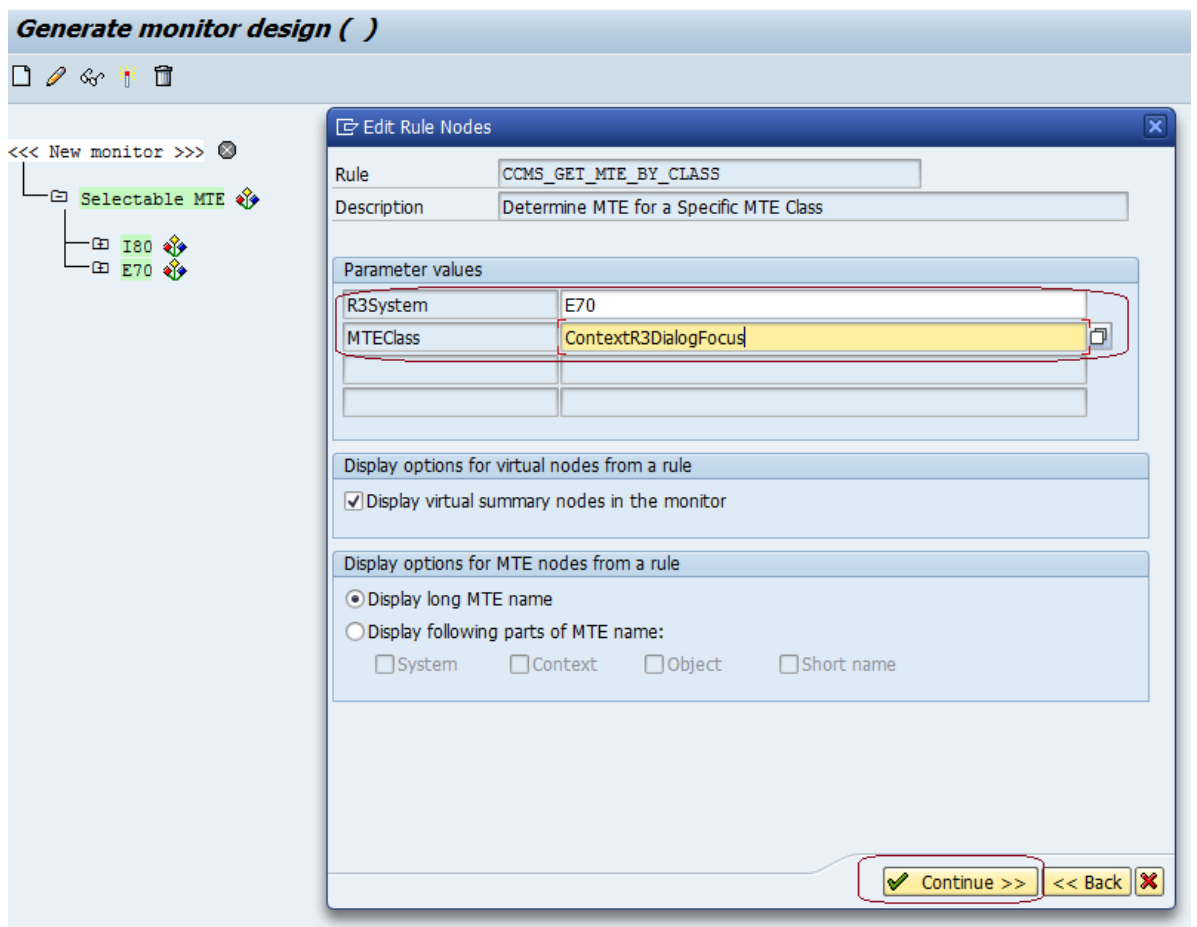 Generate monitor design ( )
<<< New monitor >>>
Selectable MTE
I80
E70
Edit Rule Nodes
Rule CCMS_GET_MTE_BY_CLASS
Description Determine MTE for a Specific MTE Class
Parameter values
R3System E70
MTEClass ContextR3DialogFocus
Display options for virtual nodes from a rule
Display virtual summary nodes in the monitor
Display options for MTE nodes from a rule
Display long MTE name
Display following parts of MTE name:
System Context Object Short name
Continue >> << Back